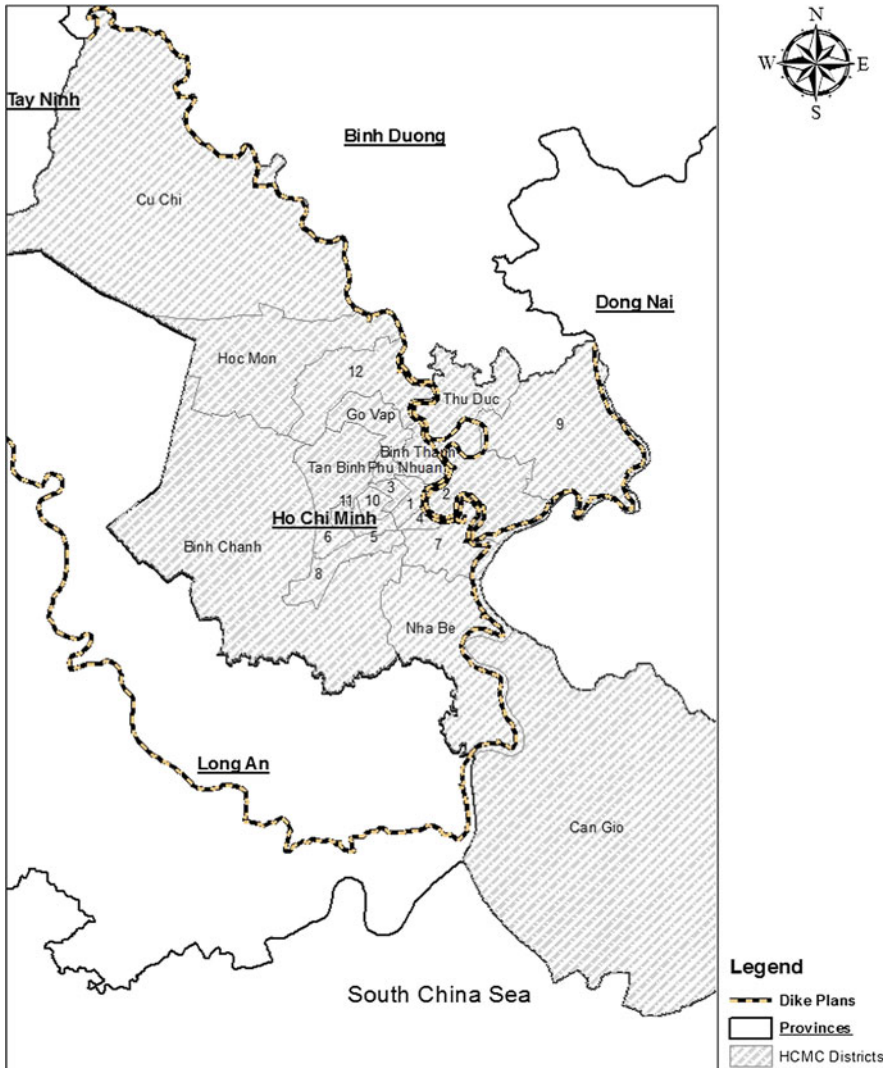 N
W E
S
Tay Ninh
Binh Duong
Cu Chi
Dong Nai
Hoc Mon
12
Thu Duc
Go Vap
9
Binh Thanh
Tan Binh Phu Nhuan
3
2
11 10 1
Ho Chi Minh
4
6 5
7
Binh Chanh
8
Nha Be
Long An
Can Gio
South China Sea
Legend
Dike Plans
Provinces
HCMC Districts